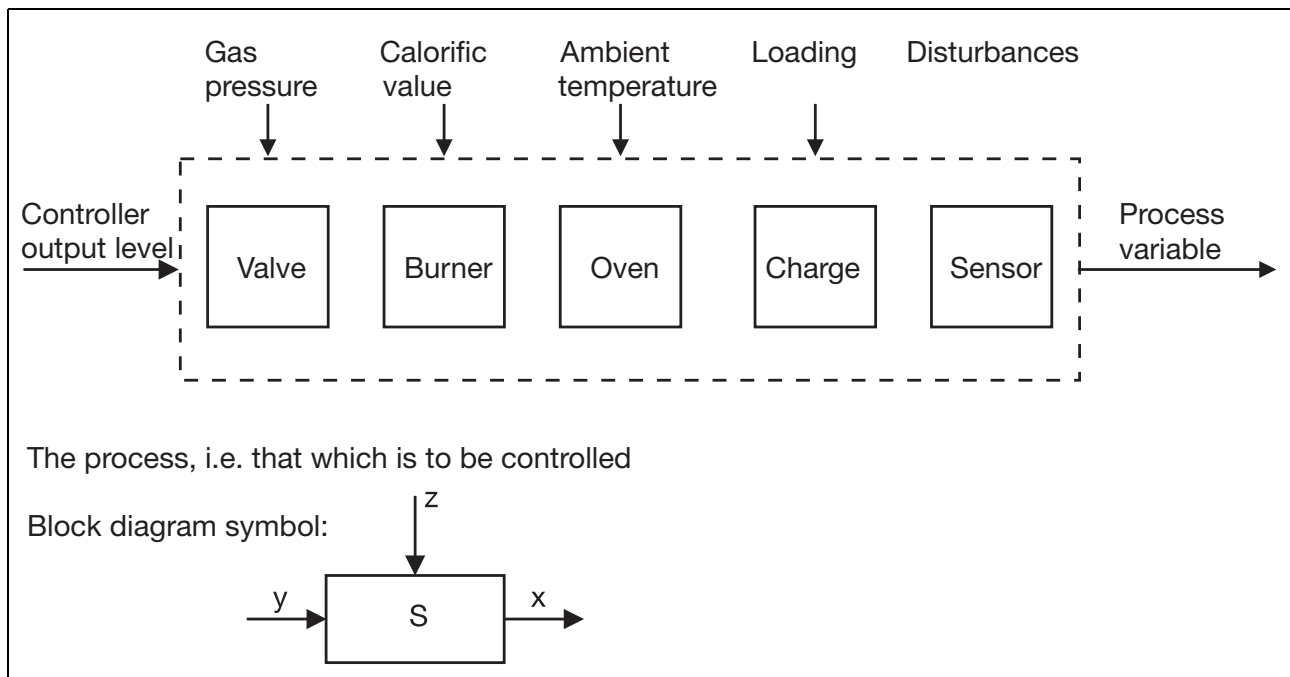 Gas
pressure
Calorific
value
Ambient
temperature
Loading
Disturbances
Controller
output level
Valve
Burner
Oven
Charge
Sensor
Process
variable
The process, i.e. that which is to be controlled
Block diagram symbol:
z
y
S
x